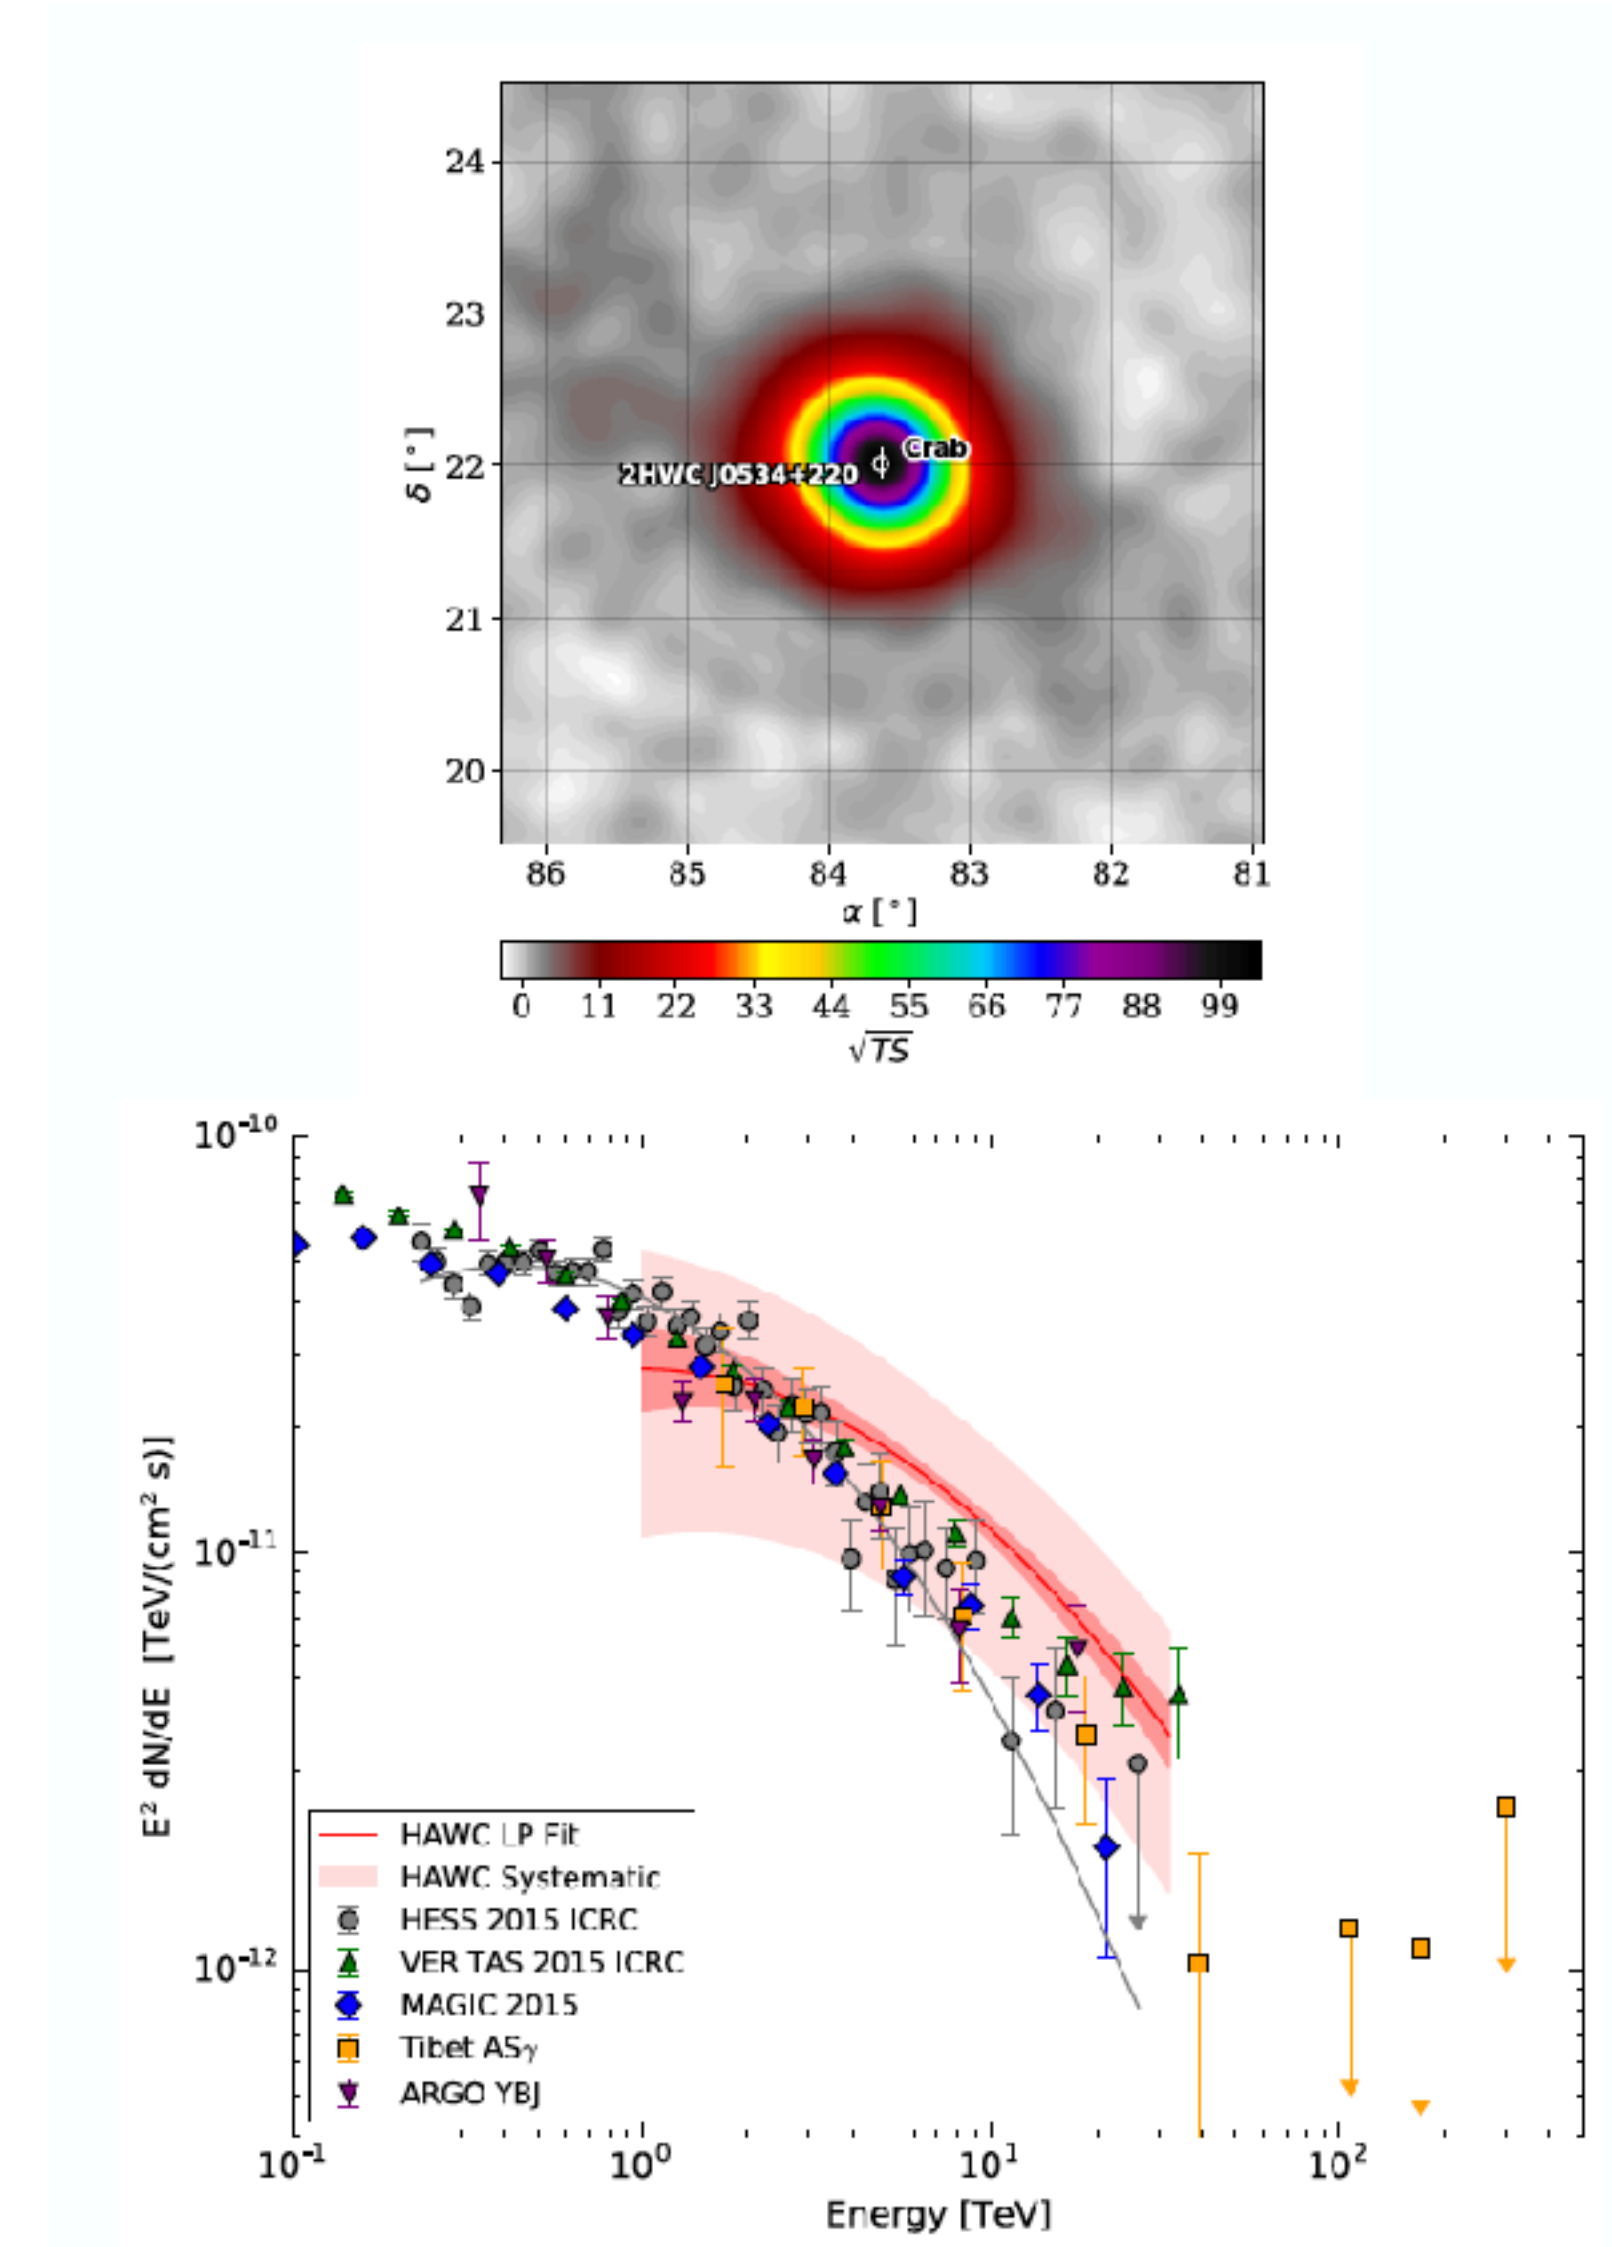 24
23
22
21
20
δ [°]
2HWC J0534+220
Crab
86 85 84 83 82 81
α [°]
0 11 22 33 44 55 66 77 88 99
√TS
10⁻¹⁰
10⁻¹¹
10⁻¹²
E² dN/dE [TeV/(cm² s)]
HAWC LP Fit
HAWC Systematic
HESS 2015 ICRC
VER TAS 2015 ICRC
MAGIC 2015
Tibet ASγ
ARGO YBJ
10⁻¹ 10⁰ 10¹ 10²
Energy [TeV]